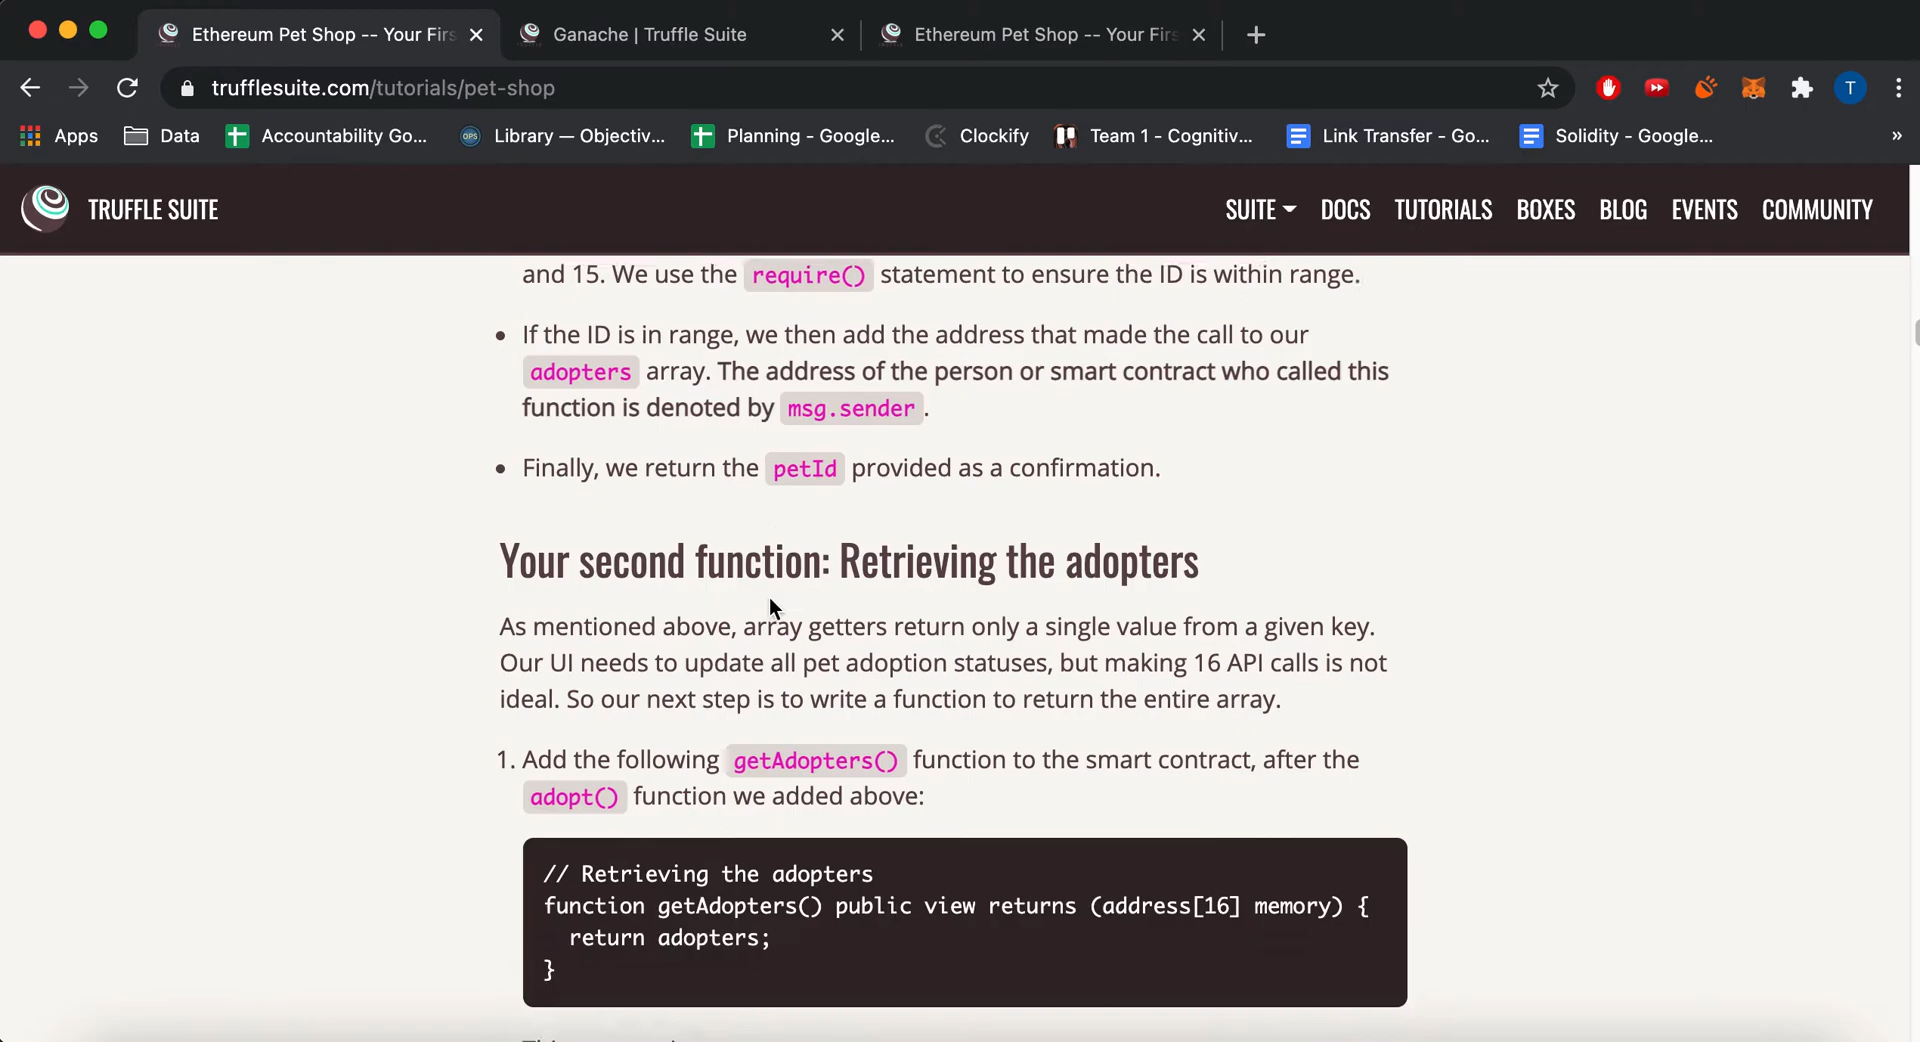 Ethereum Pet Shop -- Your Firs
Ganache | Truffle Suite
Ethereum Pet Shop -- Your Firs
trufflesuite.com/tutorials/pet-shop
T
Apps
Data
Accountability Go...
OPS
Library — Objectiv...
Planning - Google...
Clockify
Team 1 - Cognitiv...
Link Transfer - Go...
Solidity - Google...
»
TRUFFLE SUITE
SUITE
DOCS
TUTORIALS
BOXES
BLOG
EVENTS
COMMUNITY
and 15. We use the require() statement to ensure the ID is within range.
• If the ID is in range, we then add the address that made the call to our
adopters array. The address of the person or smart contract who called this
function is denoted by msg.sender.
• Finally, we return the petId provided as a confirmation.
Your second function: Retrieving the adopters
As mentioned above, array getters return only a single value from a given key.
Our UI needs to update all pet adoption statuses, but making 16 API calls is not
ideal. So our next step is to write a function to return the entire array.
1. Add the following getAdopters() function to the smart contract, after the
adopt() function we added above:
// Retrieving the adopters
function getAdopters() public view returns (address[16] memory) {
return adopters;
}